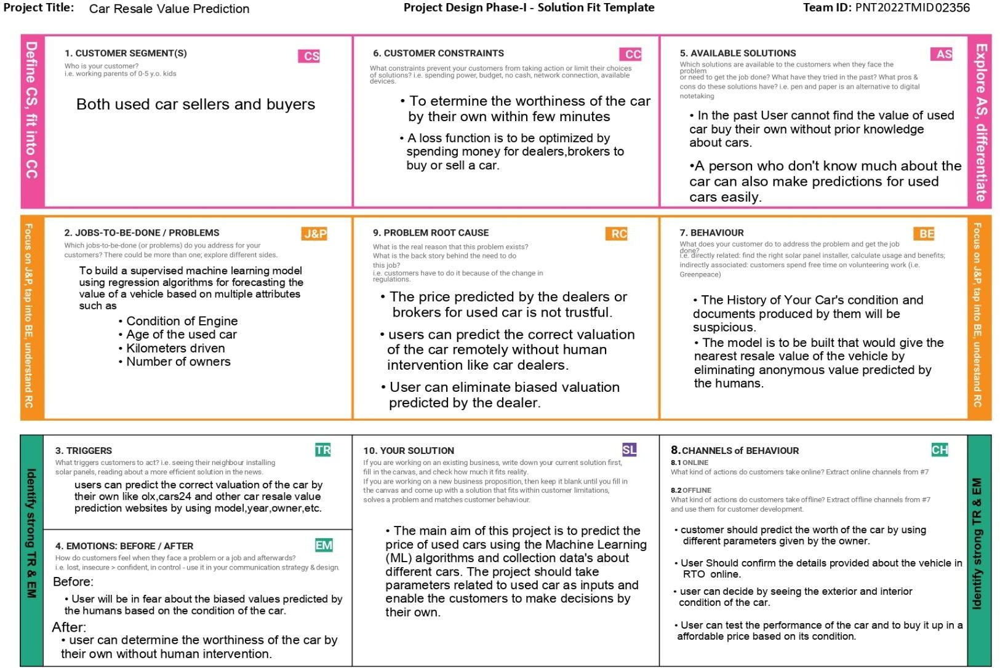 Project Title: Car Resale Value Prediction
Project Design Phase-I - Solution Fit Template
Team ID: PNT2022TMID02356
Define CS, fit into CC
1. CUSTOMER SEGMENT(S)
CS
Who is your customer?
i.e. working parents of 0-5 y.o. kids
Both used car sellers and buyers
6. CUSTOMER CONSTRAINTS
CC
What constraints prevent your customers from taking action or limit their choices
of solutions? i.e. spending power, budget, no cash, network connection, available
devices.
• To etermine the worthiness of the car
by their own within few minutes
• A loss function is to be optimized by
spending money for dealers,brokers to
buy or sell a car.
5. AVAILABLE SOLUTIONS
AS
Which solutions are available to the customers when they face the
problem
or need to get the job done? What have they tried in the past? What pros &
cons do these solutions have? i.e. pen and paper is an alternative to digital
notetaking
• In the past User cannot find the value of used
car buy their own without prior knowledge
about cars.
•A person who don't know much about the
car can also make predictions for used
cars easily.
Explore AS, differentiate
Focus on J&P, tap into BE, understand RC
2. JOBS-TO-BE-DONE / PROBLEMS
J&P
Which jobs-to-be-done (or problems) do you address for your
customers? There could be more than one; explore different sides.
To build a supervised machine learning model
using regression algorithms for forecasting the
value of a vehicle based on multiple attributes
such as
• Condition of Engine
• Age of the used car
• Kilometers driven
• Number of owners
9. PROBLEM ROOT CAUSE
RC
What is the real reason that this problem exists?
What is the back story behind the need to do
this job?
i.e. customers have to do it because of the change in
regulations.
• The price predicted by the dealers or
brokers for used car is not trustful.
• users can predict the correct valuation
of the car remotely without human
intervention like car dealers.
• User can eliminate biased valuation
predicted by the dealer.
7. BEHAVIOUR
BE
What does your customer do to address the problem and get the job
done?
i.e. directly related: find the right solar panel installer, calculate usage and benefits;
indirectly associated: customers spend free time on volunteering work (i.e.
Greenpeace)
• The History of Your Car's condition and
documents produced by them will be
suspicious.
• The model is to be built that would give the
nearest resale value of the vehicle by
eliminating anonymous value predicted by
the humans.
Focus on J&P, tap into BE, understand RC
Identify strong TR & EM
3. TRIGGERS
TR
What triggers customers to act? i.e. seeing their neighbour installing
solar panels, reading about a more efficient solution in the news.
users can predict the correct valuation of the car by
their own like olx,cars24 and other car resale value
prediction websites by using model,year,owner,etc.
4. EMOTIONS: BEFORE / AFTER
EM
How do customers feel when they face a problem or a job and afterwards?
i.e. lost, insecure > confident, in control - use it in your communication strategy & design.
Before:
• User will be in fear about the biased values predicted by
the humans based on the condition of the car.
After:
• user can determine the worthiness of the car by
their own without human intervention.
10. YOUR SOLUTION
SL
If you are working on an existing business, write down your current solution first,
fill in the canvas, and check how much it fits reality.
If you are working on a new business proposition, then keep it blank until you fill in
the canvas and come up with a solution that fits within customer limitations,
solves a problem and matches customer behaviour.
• The main aim of this project is to predict the
price of used cars using the Machine Learning
(ML) algorithms and collection data's about
different cars. The project should take
parameters related to used car as inputs and
enable the customers to make decisions by
their own.
8.CHANNELS of BEHAVIOUR
CH
8.1 ONLINE
What kind of actions do customers take online? Extract online channels from #7
8.2 OFFLINE
What kind of actions do customers take offline? Extract offline channels from #7
and use them for customer development.
• customer should predict the worth of the car by using
different parameters given by the owner.
• User Should confirm the details provided about the vehicle in
RTO online.
• user can decide by seeing the exterior and interior
condition of the car.
• User can test the performance of the car and to buy it up in a
affordable price based on its condition.
Identify strong TR & EM